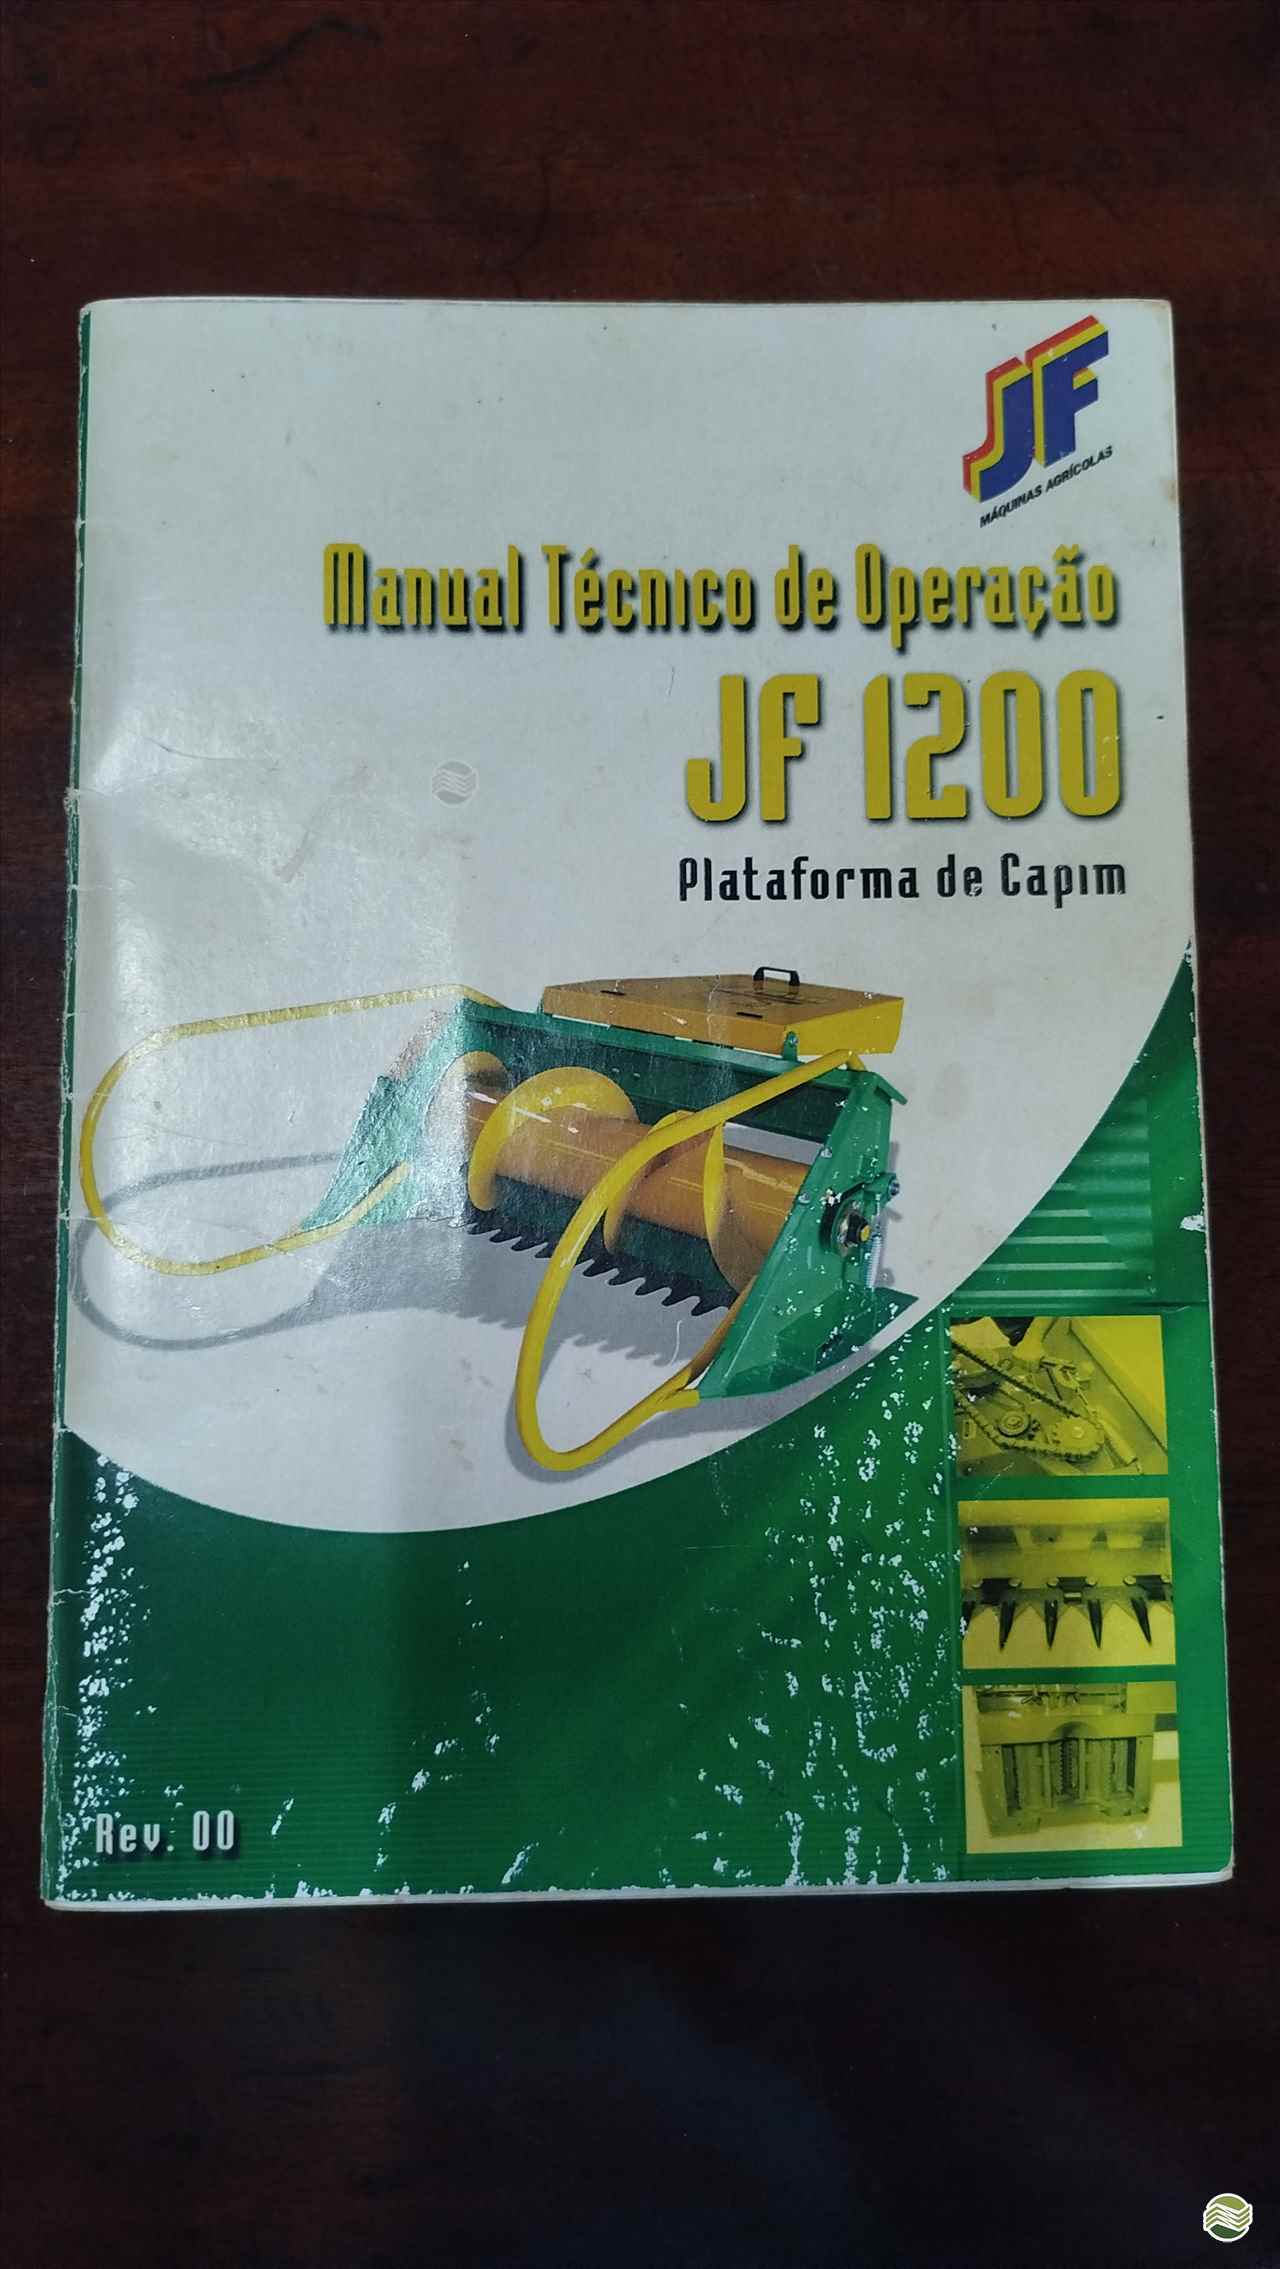 JF
MÁQUINAS AGRÍCOLAS
Manual Técnico de Operação
JF 1200
Plataforma de Capim
Rev. 00